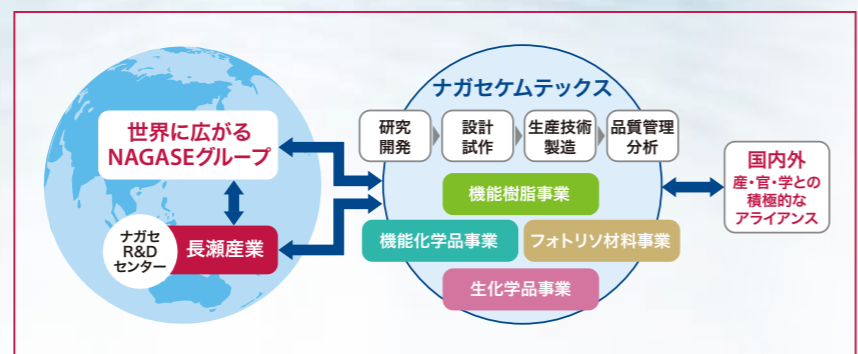 世界に広がる
NAGASEグループ
ナガセ
R&D
センター
長瀬産業
ナガセケムテックス
研究
開発
設計
試作
生産技術
製造
品質管理
分析
機能樹脂事業
機能化学品事業
フォトリソ材料事業
生化学品事業
国内外
産・官・学との
積極的な
アライアンス